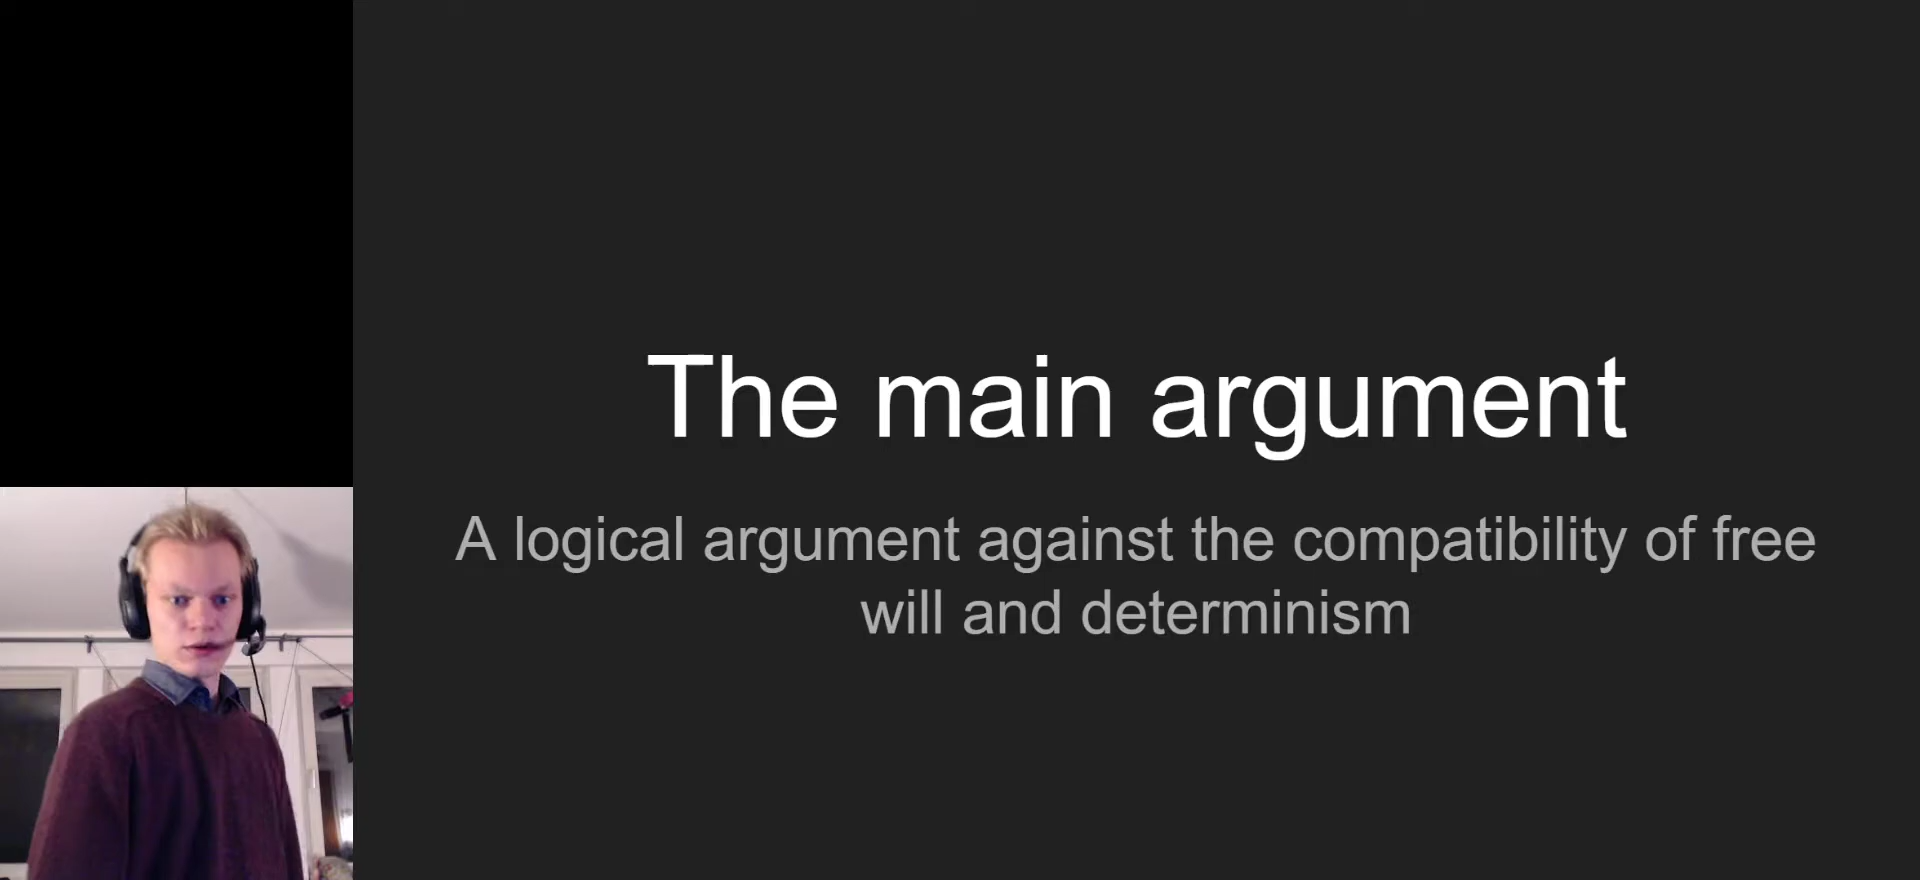 The main argument
A logical argument against the compatibility of free
will and determinism